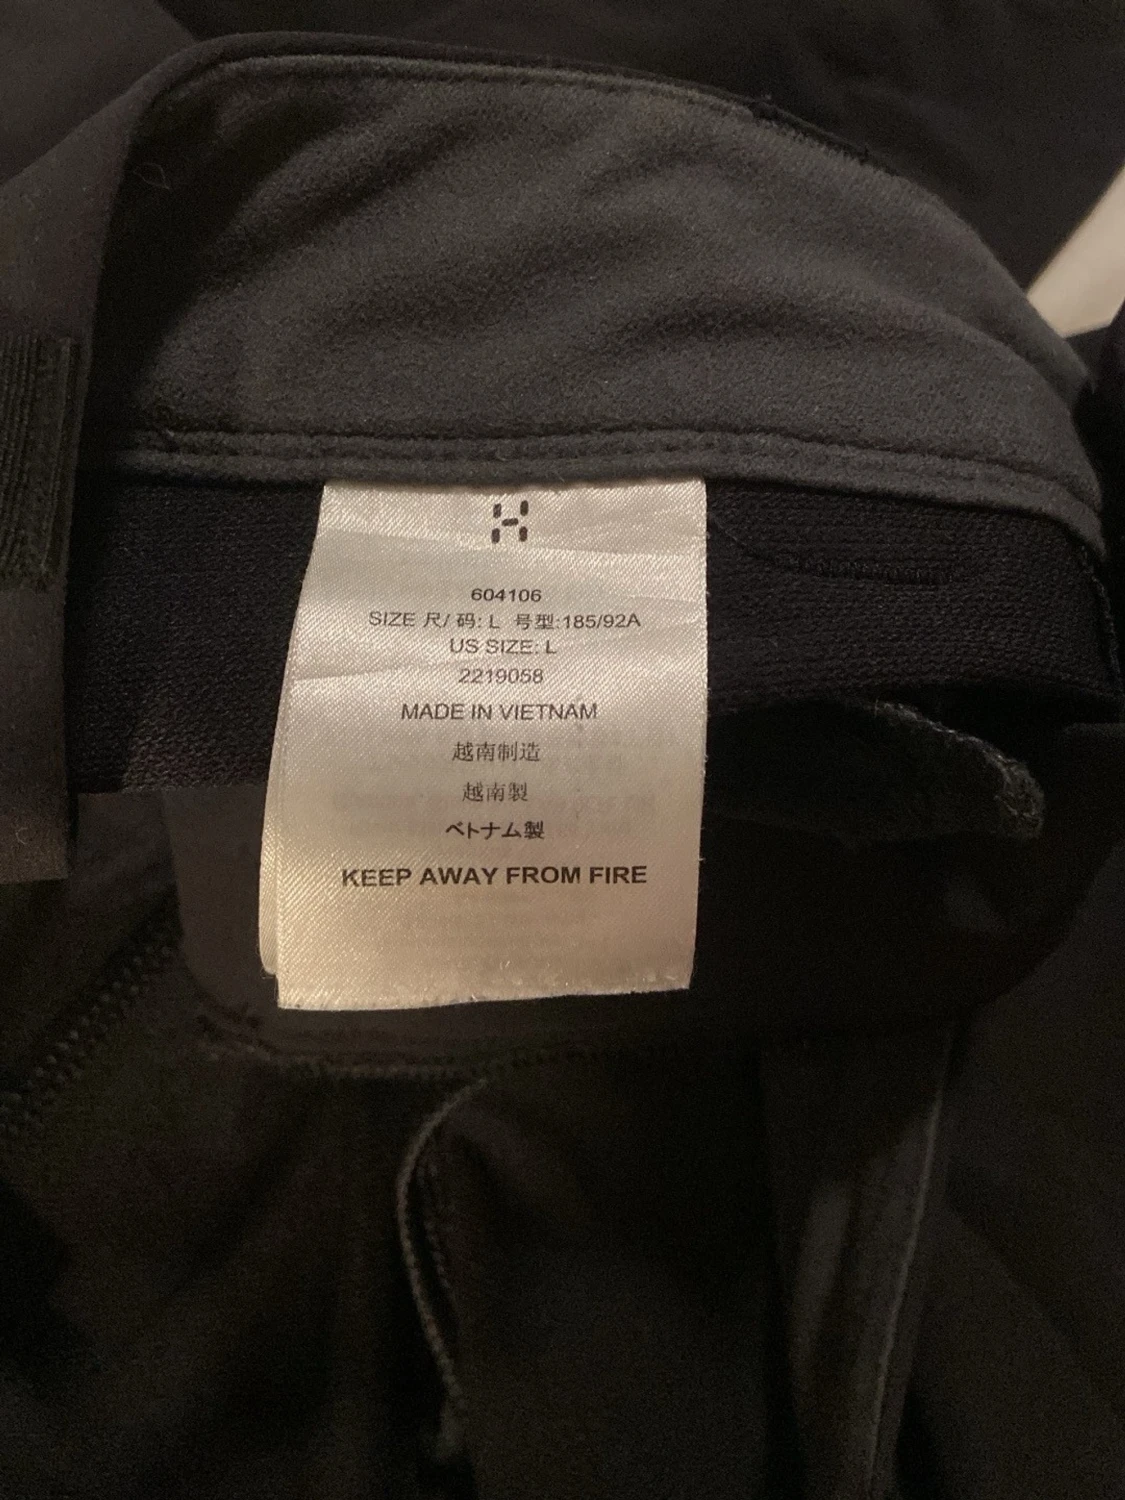 604106
SIZE 尺/ 码: L 号型:185/92A
US SIZE: L
2219058
MADE IN VIETNAM
越南制造
越南製
ベトナム製
KEEP AWAY FROM FIRE